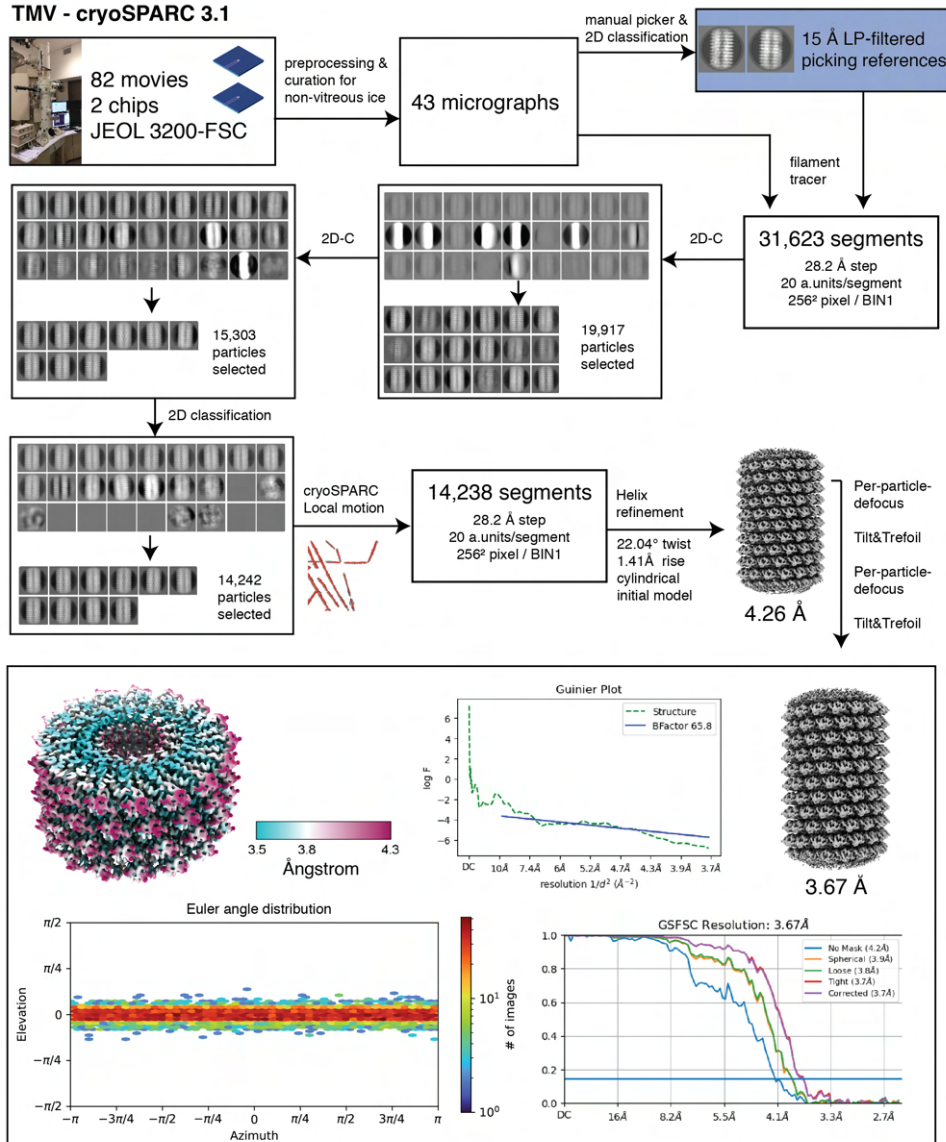 TMV - cryoSPARC 3.1
82 movies
2 chips
JEOL 3200-FSC
preprocessing &
curation for
non-vitreous ice
43 micrographs
manual picker &
2D classification
15 Å LP-filtered
picking references
filament
tracer
31,623 segments
28.2 Å step
20 a.units/segment
256² pixel / BIN1
2D-C
19,917
particles
selected
2D-C
15,303
particles
selected
2D classification
14,242
particles
selected
cryoSPARC
Local motion
14,238 segments
28.2 Å step
20 a.units/segment
256² pixel / BIN1
Helix
refinement
22.04° twist
1.41Å rise
cylindrical
initial model
4.26 Å
Per-particle-
defocus
Tilt&Trefoil
Per-particle-
defocus
Tilt&Trefoil
3.5 3.8 4.3
Ångstrom
Guinier Plot
Structure
BFactor 65.8
log F
6
4
2
0
−2
−4
−6
DC 10Å 7.4Å 6Å 5.2Å 4.7Å 4.3Å 3.9Å 3.7Å
resolution 1/d² (Å⁻²)
3.67 Å
Euler angle distribution
Elevation
π/2
π/4
0
−π/4
−π/2
−π −3π/4 −π/2 −π/4 0 π/4 π/2 3π/4 π
Azimuth
10¹
10⁰
# of images
GSFSC Resolution: 3.67Å
No Mask (4.2Å)
Spherical (3.9Å)
Loose (3.8Å)
Tight (3.7Å)
Corrected (3.7Å)
1.0
0.8
0.6
0.4
0.2
0.0
DC 16Å 8.2Å 5.5Å 4.1Å 3.3Å 2.7Å